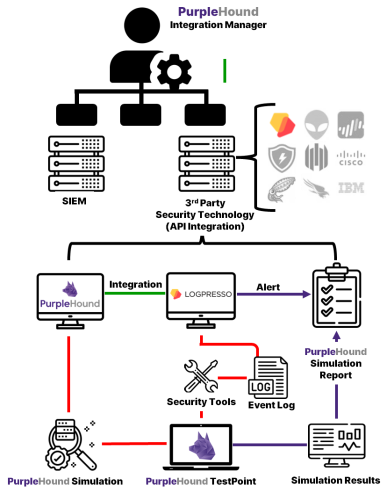 PurpleHound
Integration Manager
CISCO
IBM
SIEM
3rd Party
Security Technology
(API Integration)
PurpleHound
Integration
LOGPRESSO
Alert
PurpleHound
Simulation
Report
Security Tools
LOG
Event Log
PurpleHound Simulation
PurpleHound TestPoint
Simulation Results